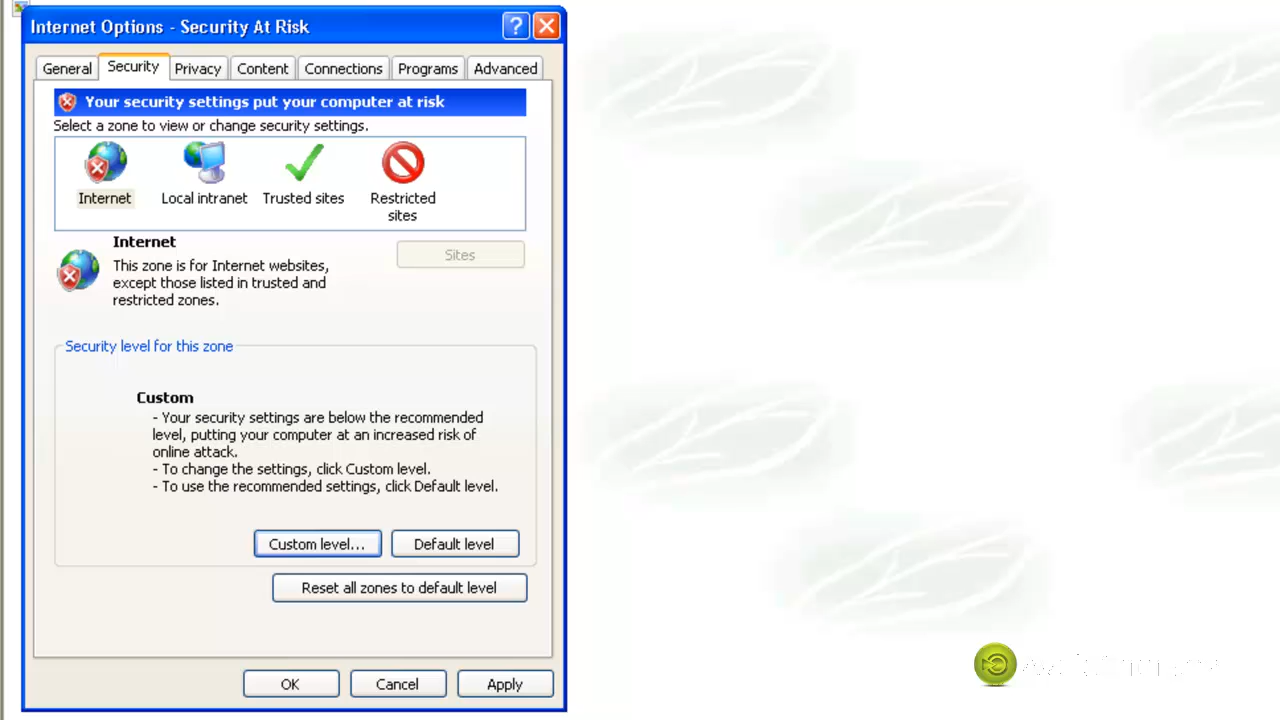 Internet Options - Security At Risk
General Security Privacy Content Connections Programs Advanced
Your security settings put your computer at risk
Select a zone to view or change security settings.
Internet Local intranet Trusted sites Restricted
sites
Internet
Sites
This zone is for Internet websites,
except those listed in trusted and
restricted zones.
Security level for this zone
Custom
- Your security settings are below the recommended
level, putting your computer at an increased risk of
online attack.
- To change the settings, click Custom level.
- To use the recommended settings, click Default level.
Custom level... Default level
Reset all zones to default level
OK Cancel Apply